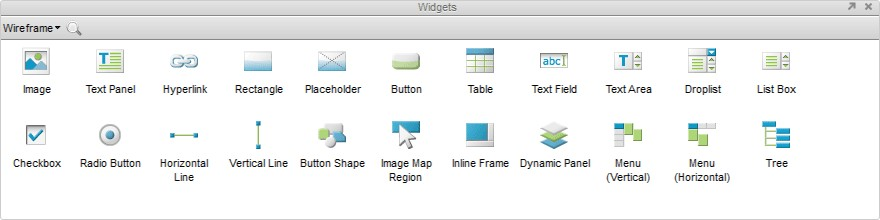 Widgets
Wireframe
Image Text Panel Hyperlink Rectangle Placeholder Button Table Text Field Text Area Droplist List Box
Checkbox Radio Button Horizontal Line Vertical Line Button Shape Image Map Region Inline Frame Dynamic Panel Menu (Vertical) Menu (Horizontal) Tree